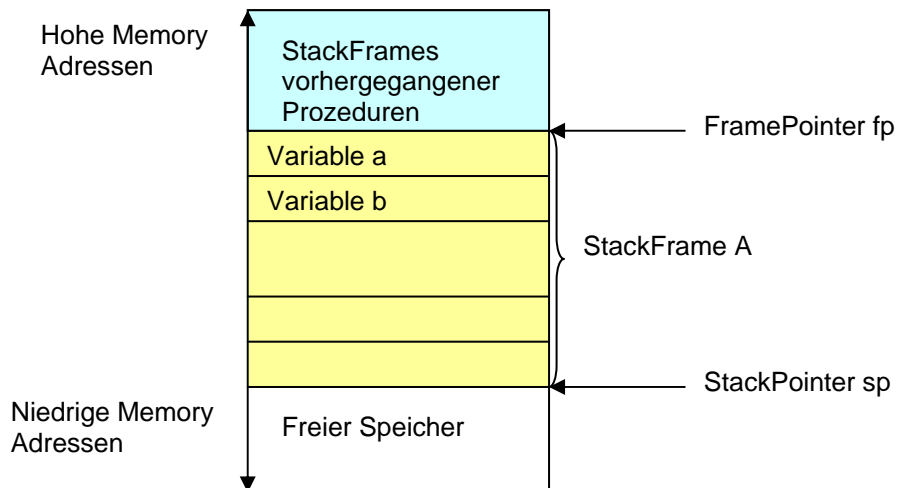 Hohe Memory
Adressen
StackFrames
vorhergegangener
Prozeduren
FramePointer fp
Variable a
Variable b
StackFrame A
StackPointer sp
Niedrige Memory
Adressen
Freier Speicher